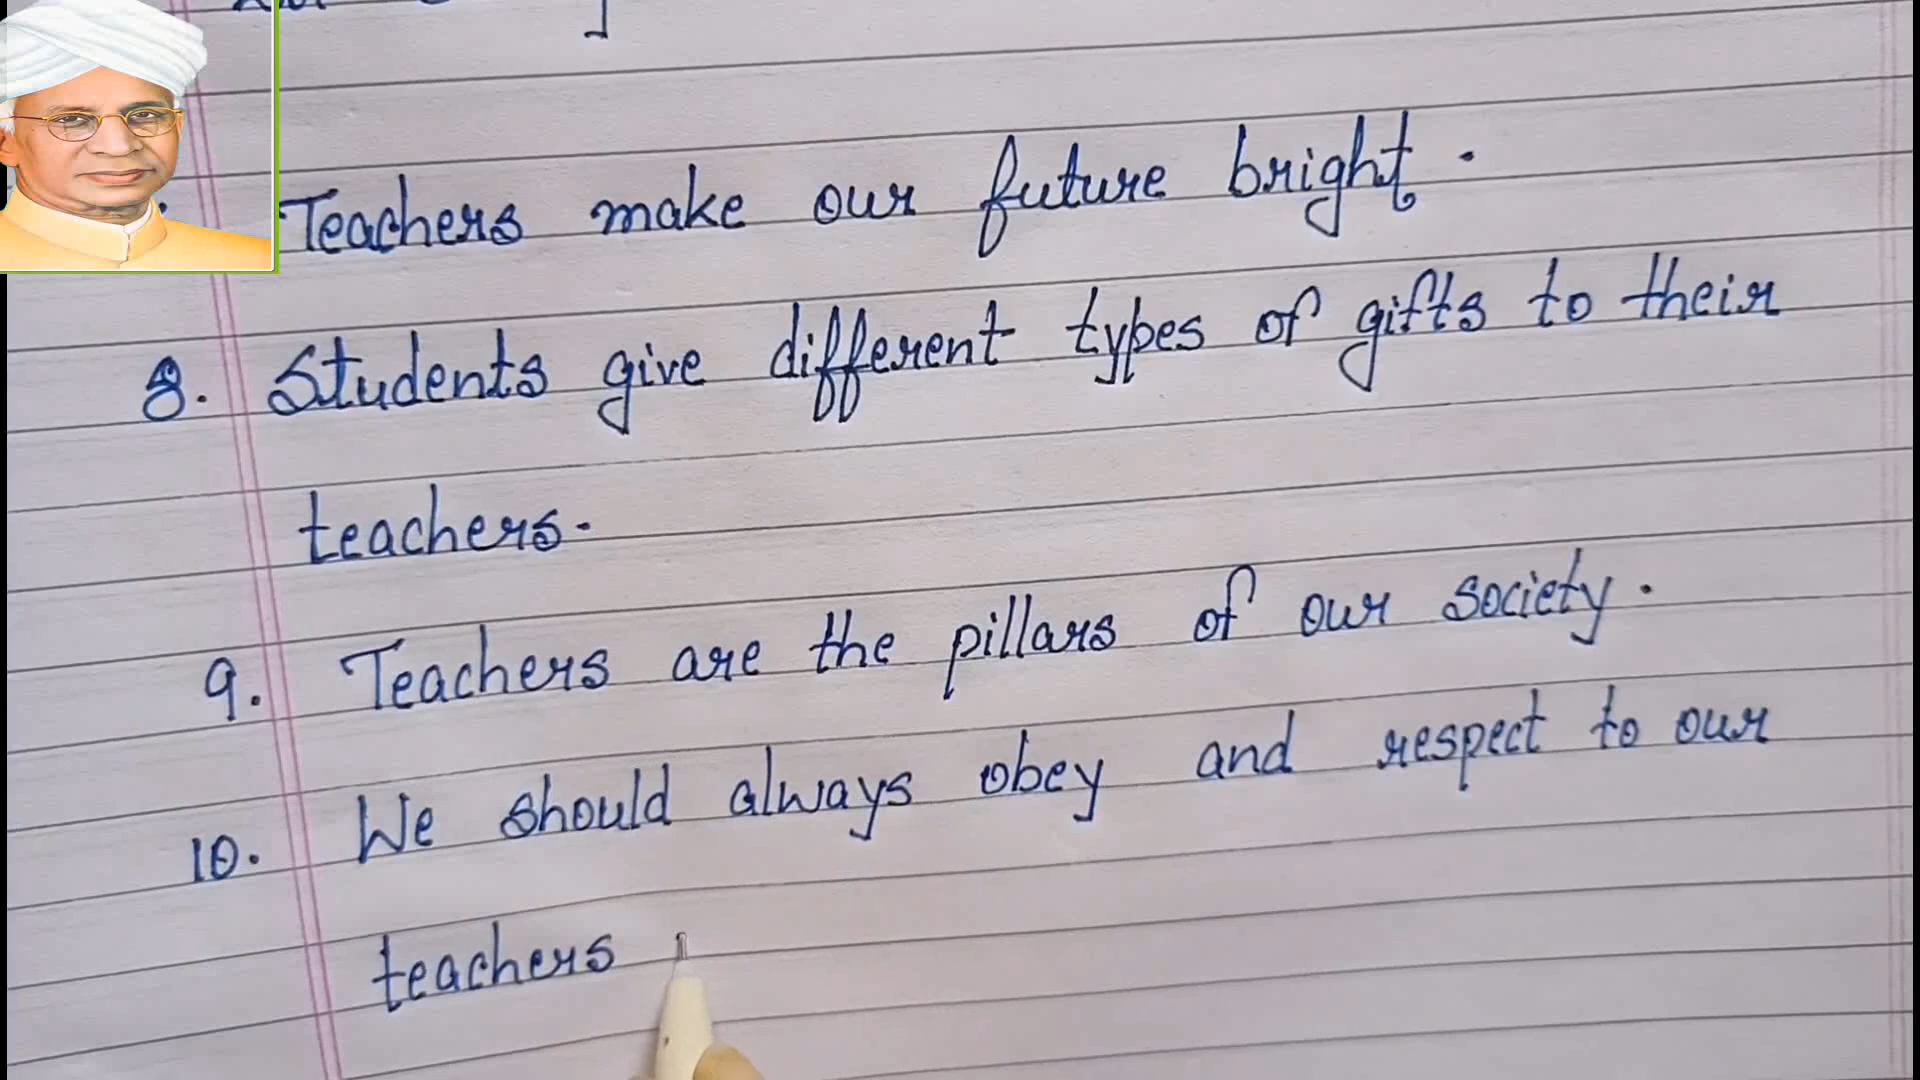 Teachers make our future bright.
8. Students give different types of gifts to their
teachers.
9. Teachers are the pillars of our society.
10. We should always obey and respect to our
teachers